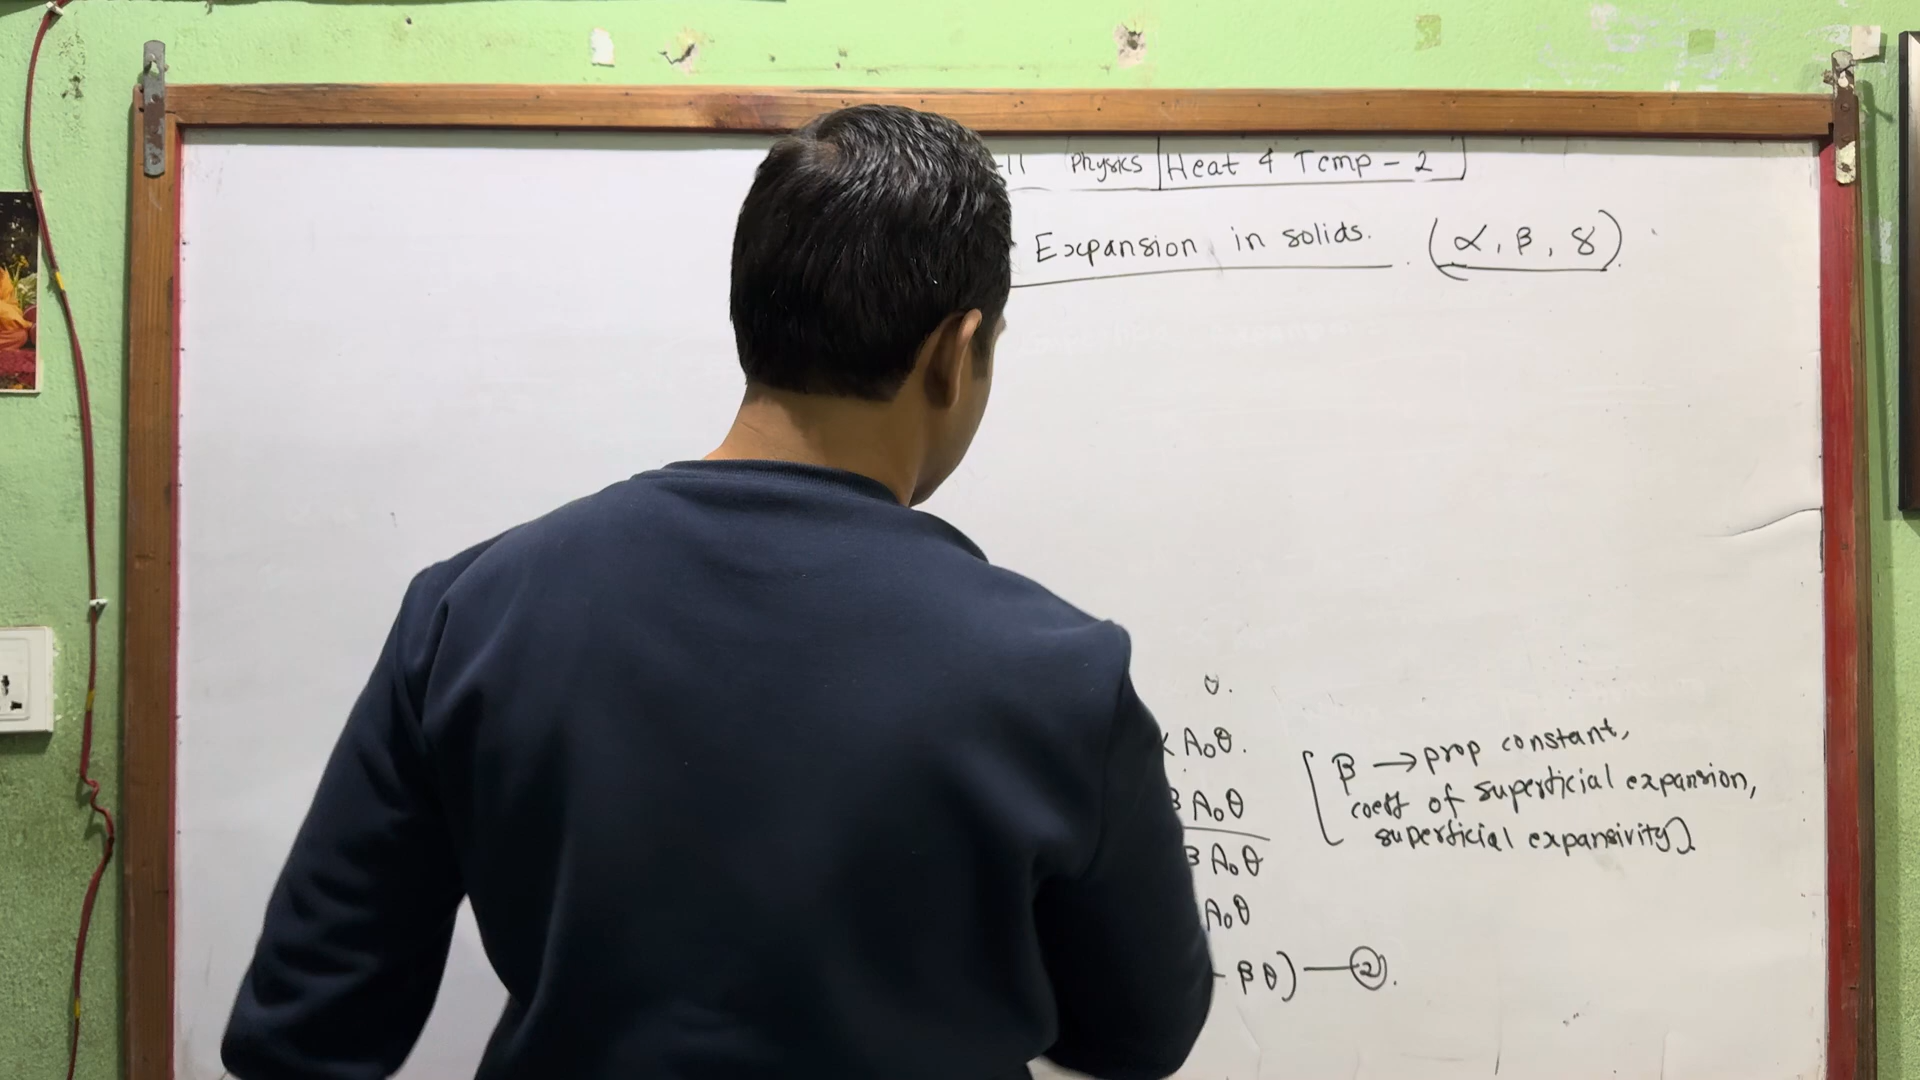 -11 Physics Heat & Temp - 2
Expansion in solids. (α, β, γ).
θ.
∝ A₀θ.
β A₀θ
β A₀θ
A₀θ
+ βθ) — ②.
[β → prop constant,
coeff of superficial expansion,
superficial expansivity]